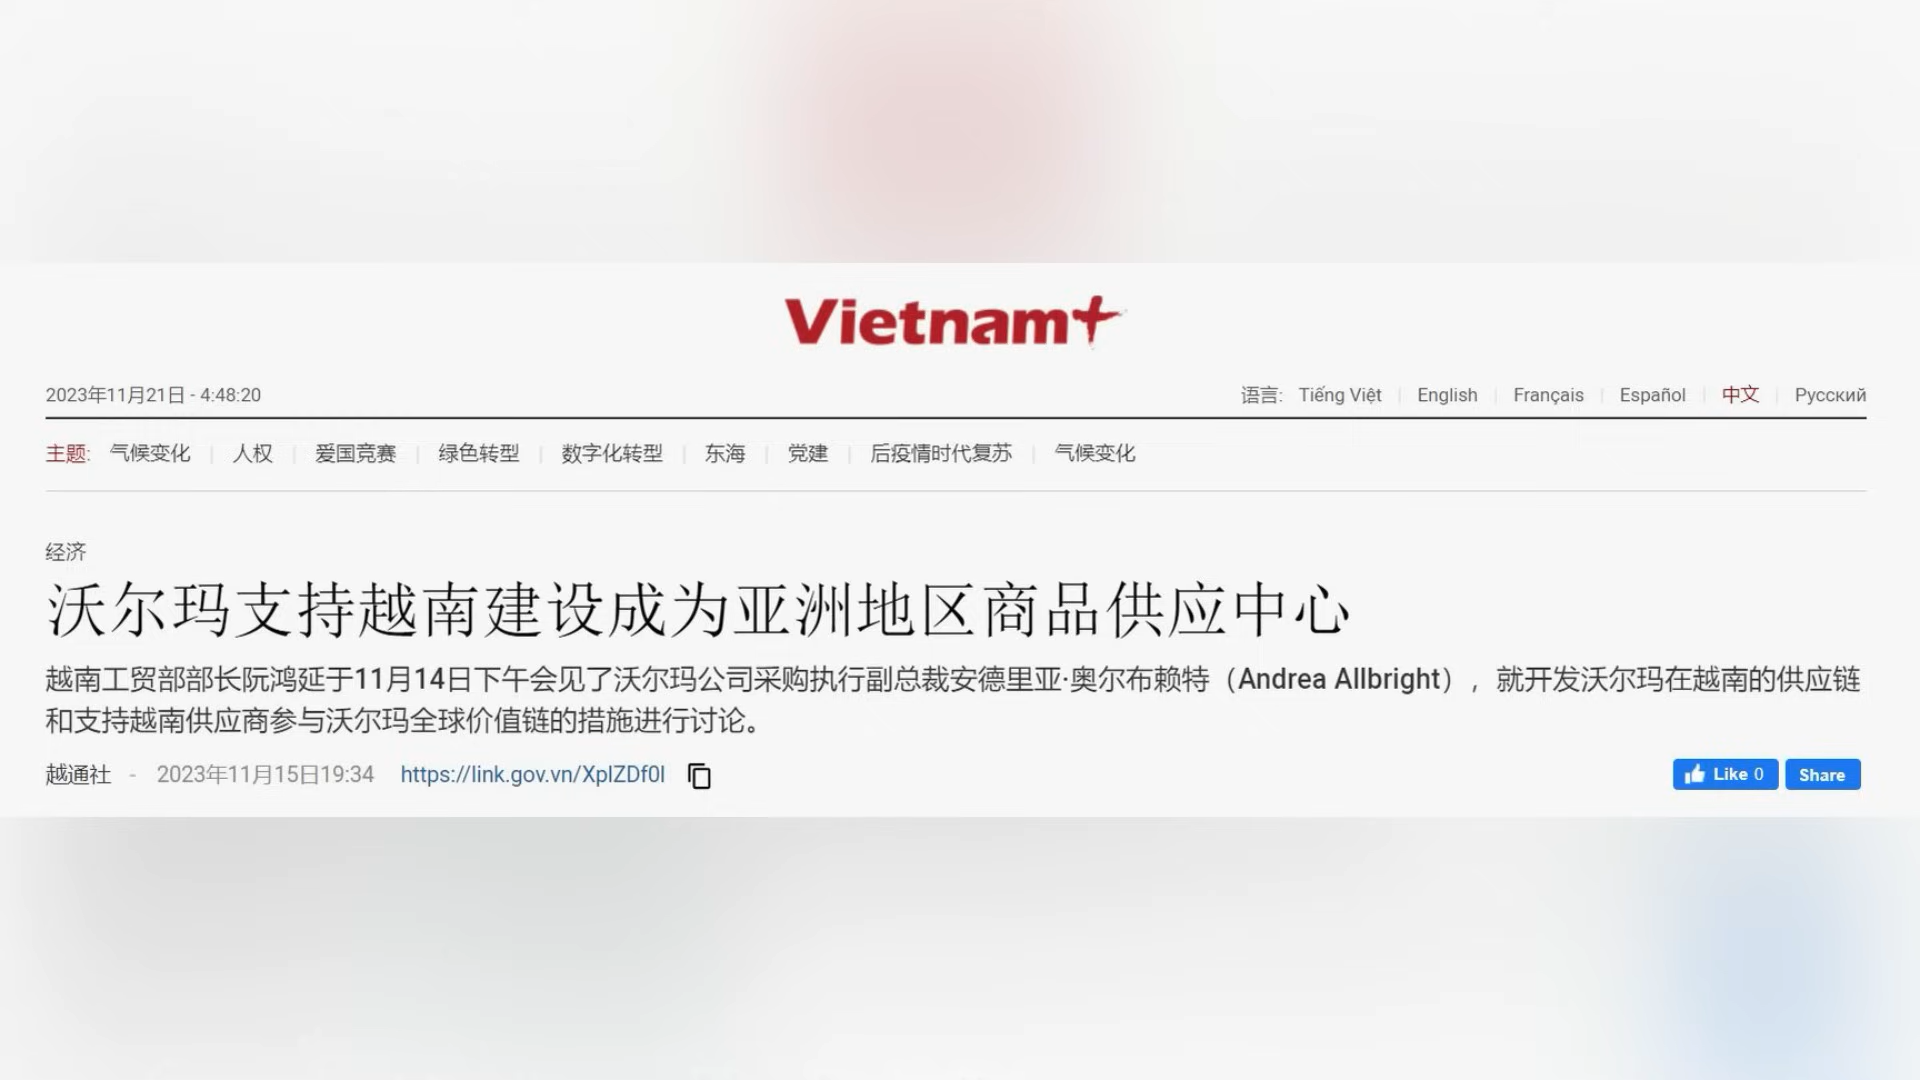 Vietnam+
2023年11月21日 - 4:48:20
语言: Tiếng Việt | English | Français | Español | 中文 | Русский
主题: 气候变化 | 人权 | 爱国竞赛 | 绿色转型 | 数字化转型 | 东海 | 党建 | 后疫情时代复苏 | 气候变化
经济
沃尔玛支持越南建设成为亚洲地区商品供应中心
越南工贸部部长阮鸿延于11月14日下午会见了沃尔玛公司采购执行副总裁安德里亚·奥尔布赖特（Andrea Allbright），就开发沃尔玛在越南的供应链
和支持越南供应商参与沃尔玛全球价值链的措施进行讨论。
越通社 - 2023年11月15日19:34 https://link.gov.vn/XplZDf0l
Like 0 Share